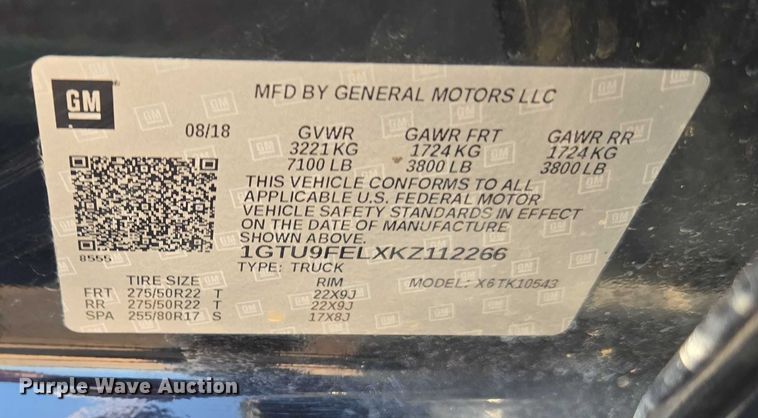 GM
MFD BY GENERAL MOTORS LLC
08/18 GVWR GAWR FRT GAWR RR
3221 KG 1724 KG 1724 KG
7100 LB 3800 LB 3800 LB
THIS VEHICLE CONFORMS TO ALL
APPLICABLE U.S. FEDERAL MOTOR
VEHICLE SAFETY STANDARDS IN EFFECT
ON THE DATE OF MANUFACTURE
SHOWN ABOVE.
8555
1GTU9FELXKZ112266
TYPE: TRUCK
TIRE SIZE RIM MODEL: X6TK10543
FRT 275/50R22 T 22X9J
RR 275/50R22 T 22X9J
SPA 255/80R17 S 17X8J
Purple Wave Auction